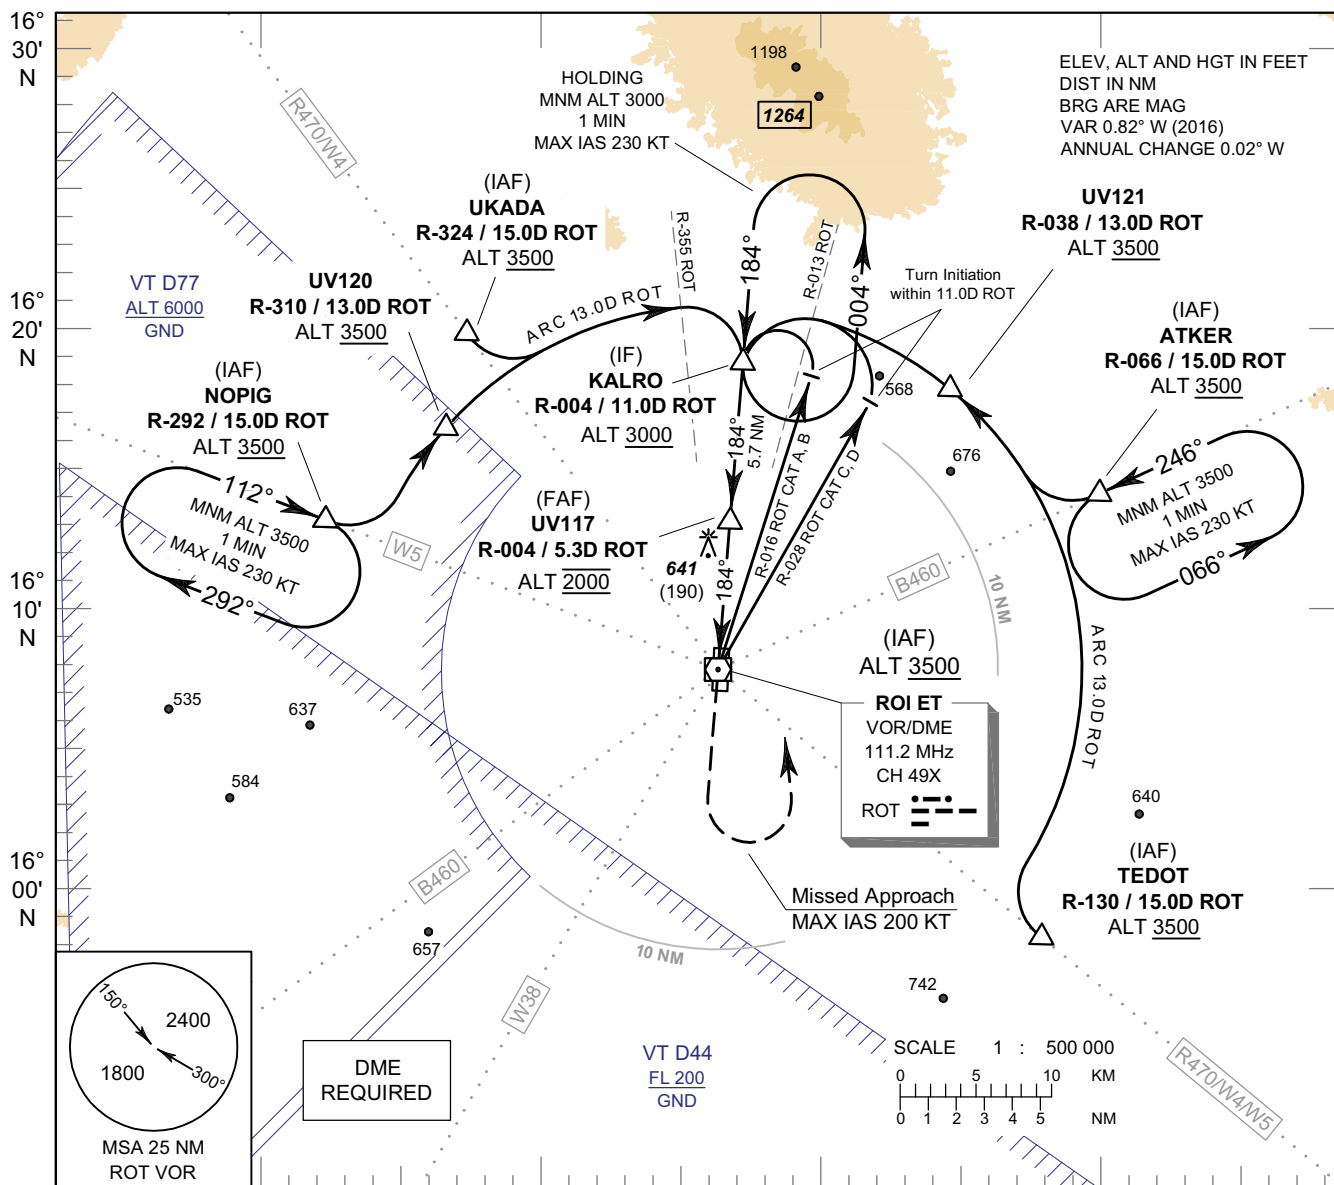 16°
30'
N
16°
20'
N
16°
10'
N
16°
00'
N
ELEV, ALT AND HGT IN FEET
DIST IN NM
BRG ARE MAG
VAR 0.82° W (2016)
ANNUAL CHANGE 0.02° W
HOLDING
MNM ALT 3000
1 MIN
MAX IAS 230 KT
1198
1264
R470/W4
(IAF)
UKADA
R-324 / 15.0D ROT
ALT 3500
UV121
R-038 / 13.0D ROT
ALT 3500
VT D77
ALT 6000
GND
UV120
R-310 / 13.0D ROT
ALT 3500
ARC 13.0D ROT
R-355 ROT
184°
R-013 ROT
004°
Turn Initiation
within 11.0D ROT
(IAF)
ATKER
R-066 / 15.0D ROT
ALT 3500
(IAF)
NOPIG
R-292 / 15.0D ROT
ALT 3500
(IF)
KALRO
R-004 / 11.0D ROT
ALT 3000
568
676
184°
5.7 NM
R-016 ROT CAT A, B
R-028 ROT CAT C, D
112°
MNM ALT 3500
1 MIN
MAX IAS 230 KT
292°
246°
MNM ALT 3500
1 MIN
MAX IAS 230 KT
066°
(FAF)
UV117
R-004 / 5.3D ROT
ALT 2000
W5
641
(190)
184°
B460
10 NM
(IAF)
ALT 3500
ROI ET
VOR/DME
111.2 MHz
CH 49X
ROT
ARC 13.0D ROT
535
637
584
640
B460
657
(IAF)
TEDOT
R-130 / 15.0D ROT
ALT 3500
Missed Approach
MAX IAS 200 KT
10 NM
W38
742
R470/W4/W5
150°
2400
1800
300°
MSA 25 NM
ROT VOR
DME
REQUIRED
VT D44
FL 200
GND
SCALE 1 : 500 000
0 5 10 KM
0 1 2 3 4 5 NM